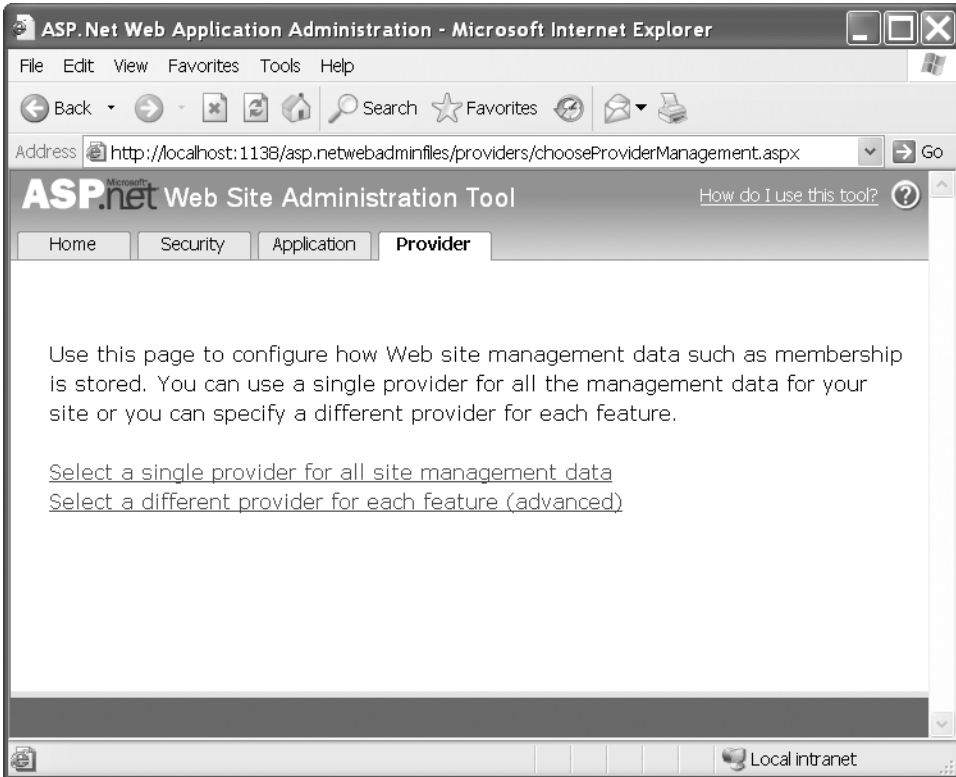 ASP.Net Web Application Administration - Microsoft Internet Explorer
File Edit View Favorites Tools Help
Back Search Favorites
Address http://localhost:1138/asp.netwebadminfiles/providers/chooseProviderManagement.aspx Go
Microsoft
ASP.net Web Site Administration Tool How do I use this tool? ?
Home Security Application Provider
Use this page to configure how Web site management data such as membership
is stored. You can use a single provider for all the management data for your
site or you can specify a different provider for each feature.
Select a single provider for all site management data
Select a different provider for each feature (advanced)
Local intranet